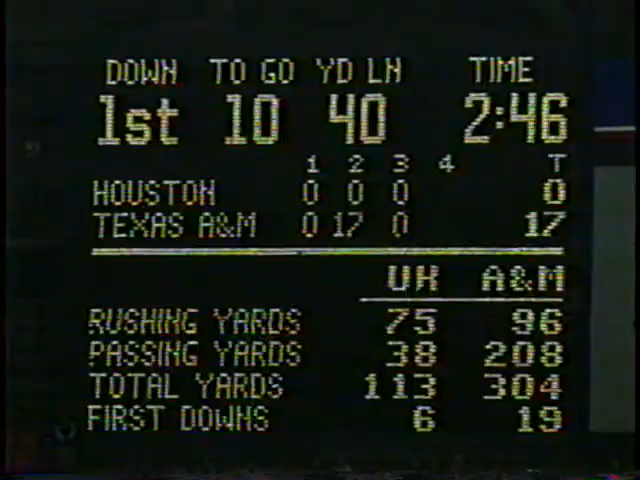 DOWN TO GO YD LN TIME
1st 10 40 2:46
1 2 3 4 T
HOUSTON 0 0 0 0
TEXAS A&M 0 17 0 17
UH A&M
RUSHING YARDS 75 96
PASSING YARDS 38 208
TOTAL YARDS 113 304
FIRST DOWNS 6 19